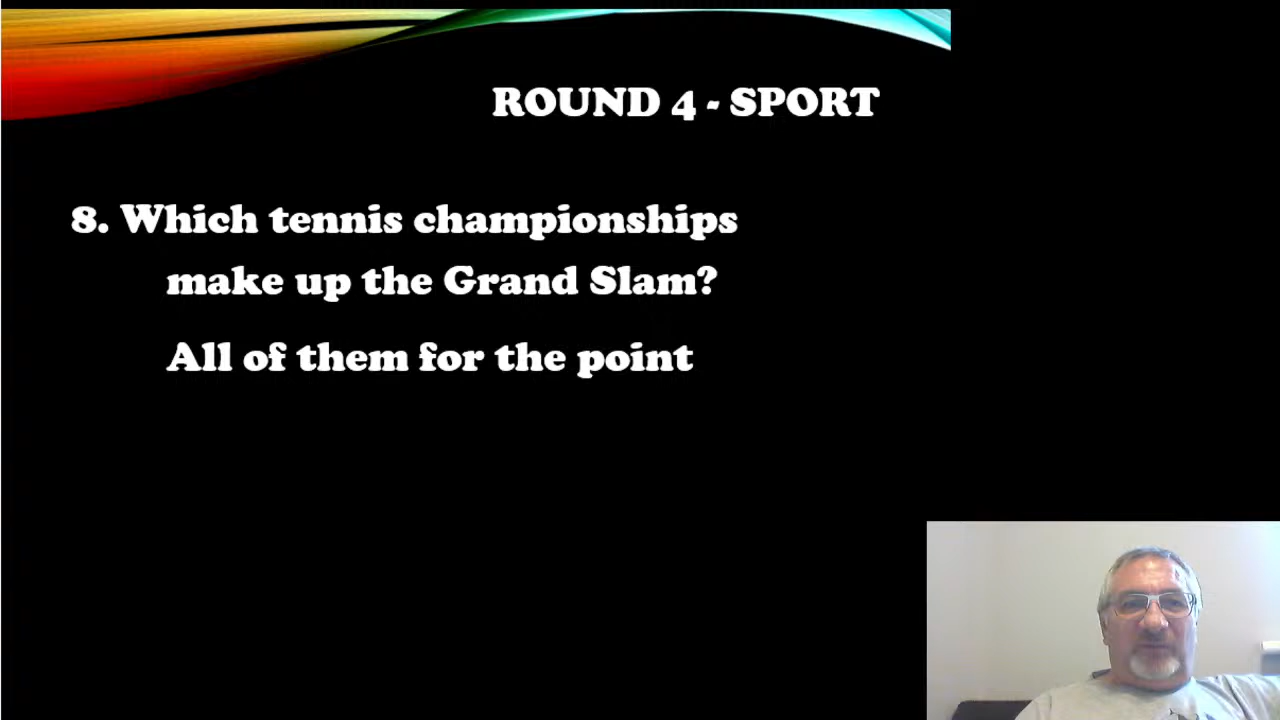 ROUND 4 - SPORT
8. Which tennis championships
make up the Grand Slam?
All of them for the point